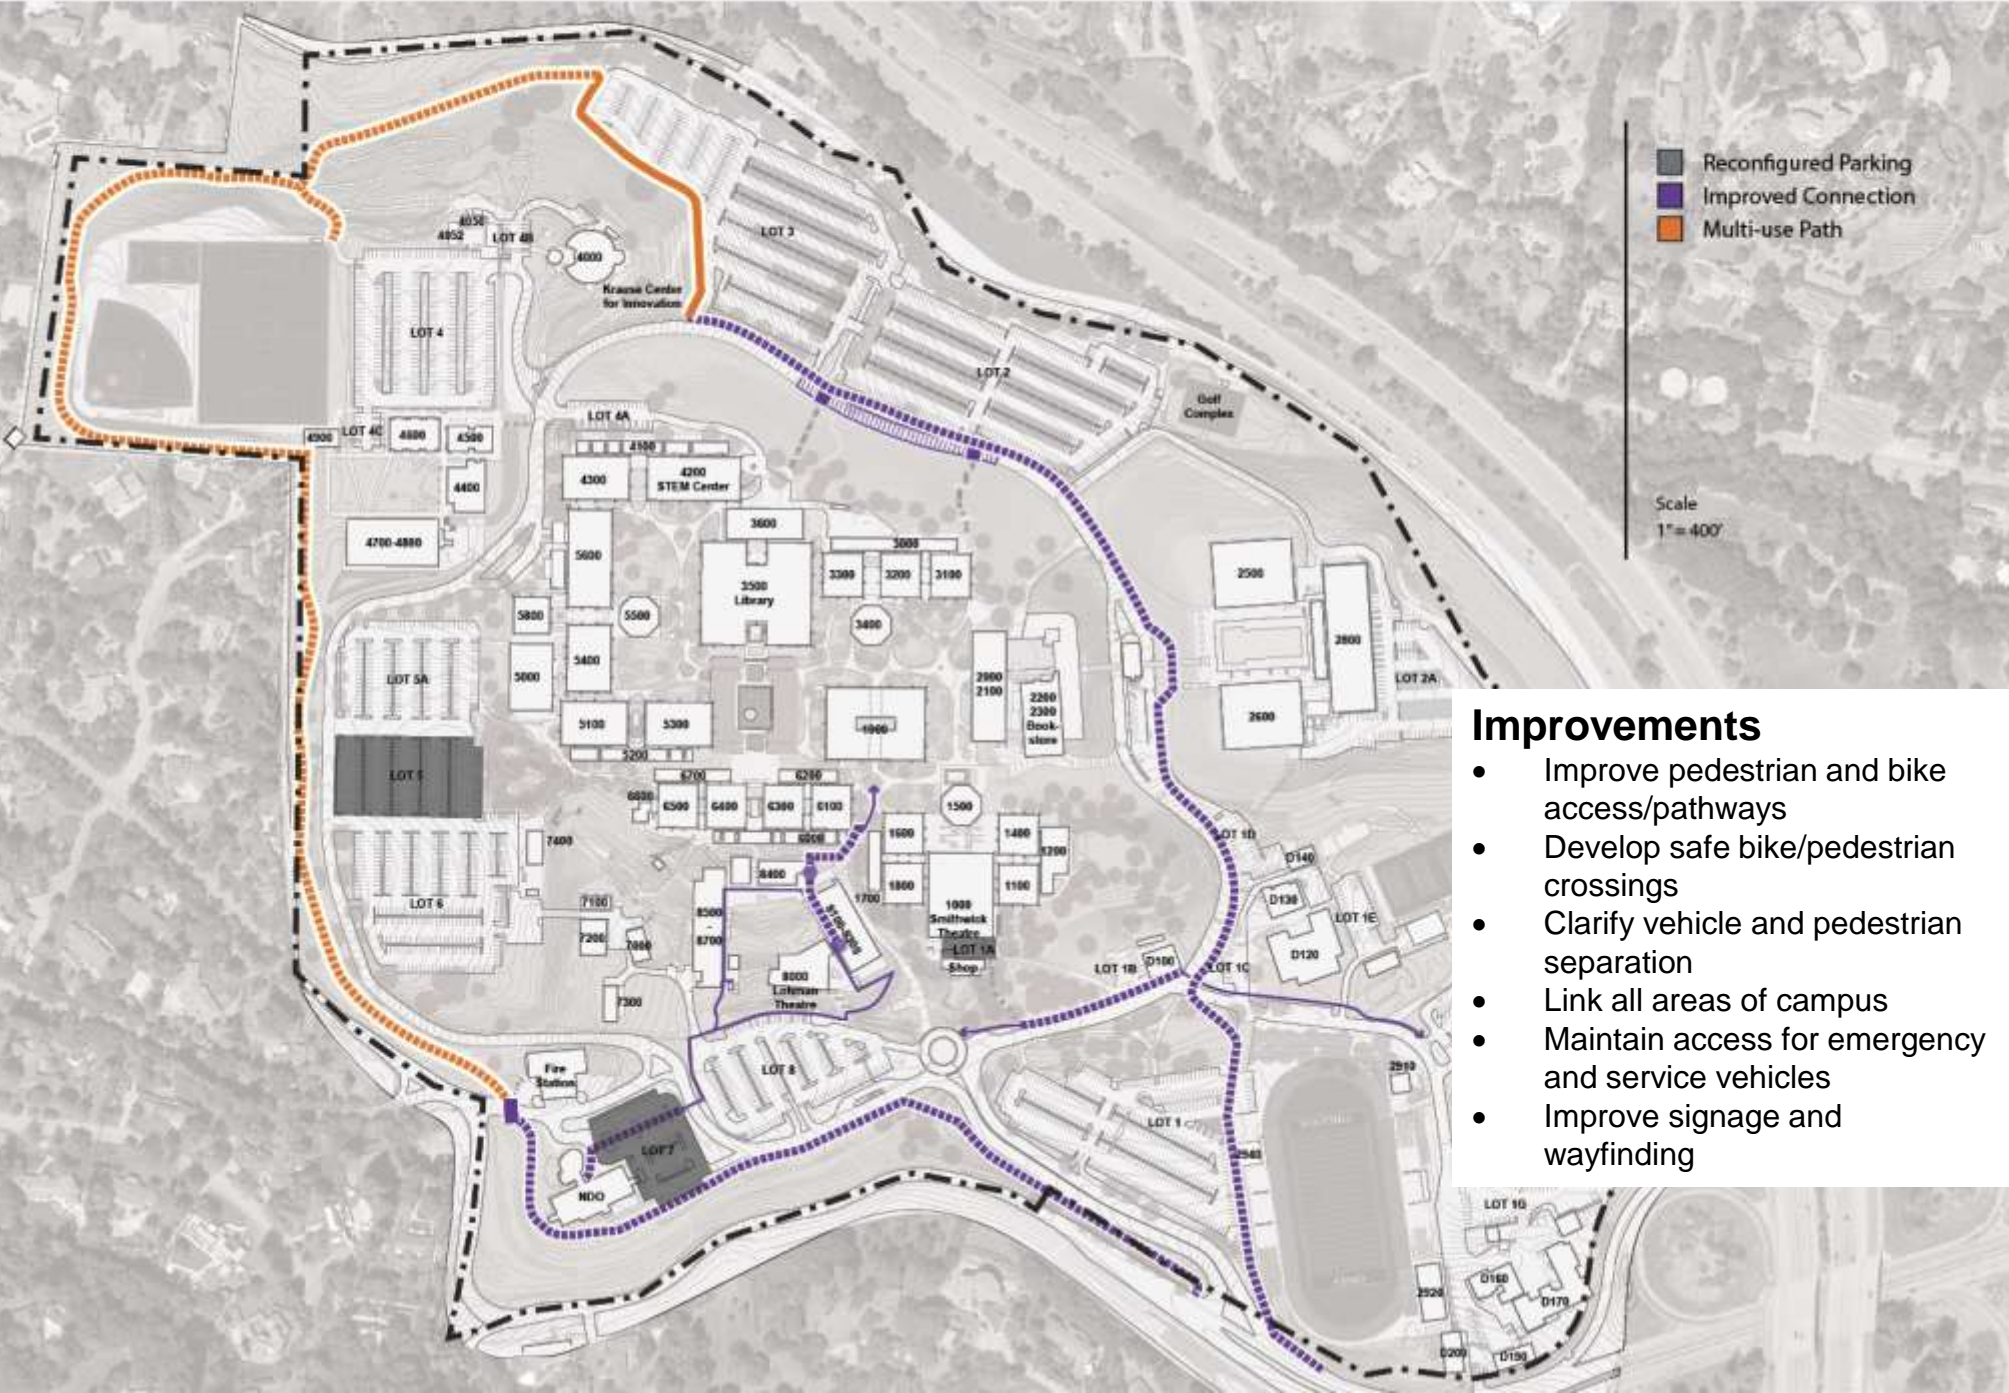 Reconfigured Parking
Improved Connection
Multi-use Path
LOT 3
4050
4052
LOT 4B
4000
Krause Center
for Innovation
LOT 4
LOT 2
Golf
Complex
Scale
1"= 400'
LOT 4A
4900
LOT 4C
4600
4500
4100
4300
4200
STEM Center
4400
3600
4700-4800
5600
3500
Library
3000
3300
3200
3100
2500
5800
5500
3400
2800
5400
5000
LOT 5A
2000
2100
2200
2300
Book-
store
LOT 2A
2600
5100
5300
5200
LOT 5
Improvements
• Improve pedestrian and bike
access/pathways
• Develop safe bike/pedestrian
crossings
• Clarify vehicle and pedestrian
separation
• Link all areas of campus
• Maintain access for emergency
and service vehicles
• Improve signage and
wayfinding
6700
6200
6500
6400
6300
6100
6000
1500
1600
1400
1200
LOT 1D
D140
7400
8400
1800
1100
1700
D130
LOT 6
7100
7200
8500
-
8700
1000
Smithwick
Theatre
LOT 1A
Shop
LOT 1E
D120
LOT 1B
D100
LOT 1C
7300
8000
Lohman
Theatre
Fire
Station
LOT 8
2910
LOT 7
LOT 1
NDO
LOT 1G
D160
D170
2920
D200
D190